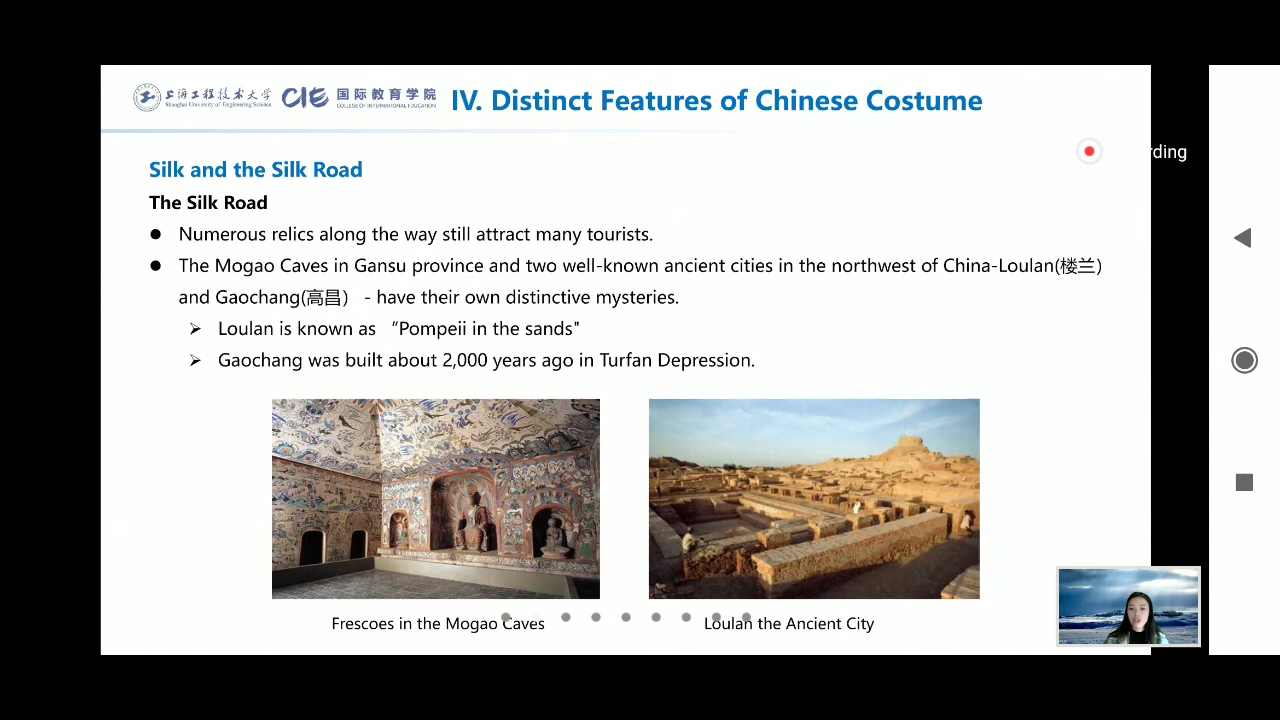 上海工程技术大学
Shanghai University of Engineering Science
CIE
国际教育学院
COLLEGE OF INTERNATIONAL EDUCATION
IV. Distinct Features of Chinese Costume
rding
Silk and the Silk Road
The Silk Road
● Numerous relics along the way still attract many tourists.
● The Mogao Caves in Gansu province and two well-known ancient cities in the northwest of China-Loulan(楼兰)
and Gaochang(高昌） - have their own distinctive mysteries.
➢ Loulan is known as “Pompeii in the sands"
➢ Gaochang was built about 2,000 years ago in Turfan Depression.
Frescoes in the Mogao Caves
Loulan the Ancient City